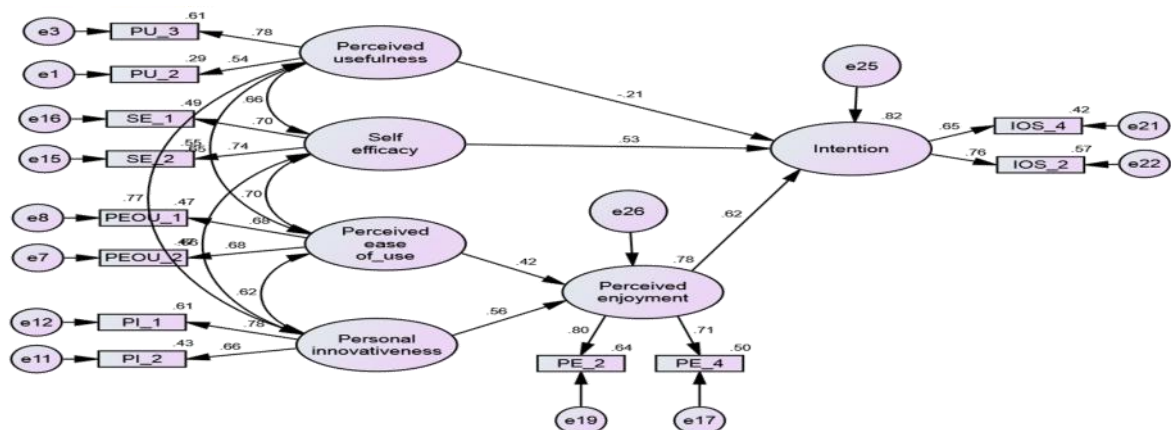 e3
PU_3
.61
.78
Perceived
usefulness
e1
PU_2
.29
.54
e16
SE_1
.49
.70
.66
Self
efficacy
e15
SE_2
.74
.77
.70
e8
PEOU_1
.47
.68
Perceived
ease
of_use
e7
PEOU_2
.68
.62
e12
PI_1
.61
.78
Personal
innovativeness
e11
PI_2
.43
.66
-.21
.53
.42
.56
e26
.78
Perceived
enjoyment
.80
.71
PE_2
.64
PE_4
.50
e19
e17
.62
e25
.82
Intention
.65
IOS_4
.42
e21
.76
IOS_2
.57
e22